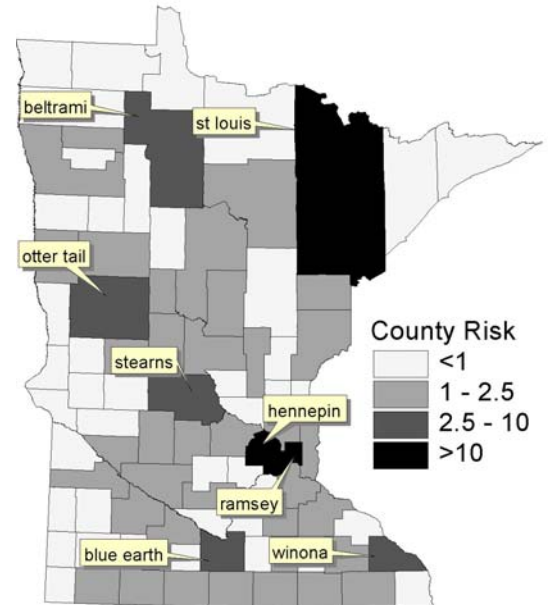 beltrami
st louis
otter tail
stearns
County Risk
<1
1 - 2.5
2.5 - 10
>10
hennepin
ramsey
blue earth
winona